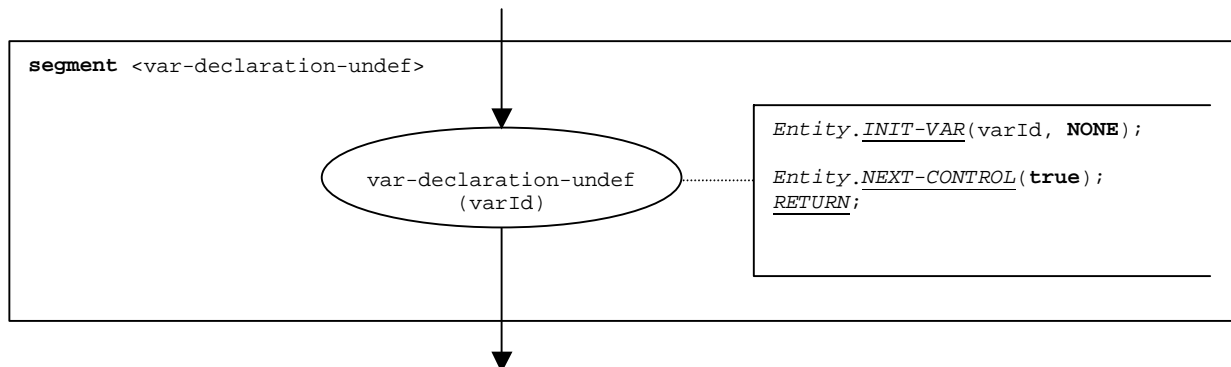 segment <var-declaration-undef>
var-declaration-undef
(varId)
Entity.INIT-VAR(varId, NONE);
Entity.NEXT-CONTROL(true);
RETURN;